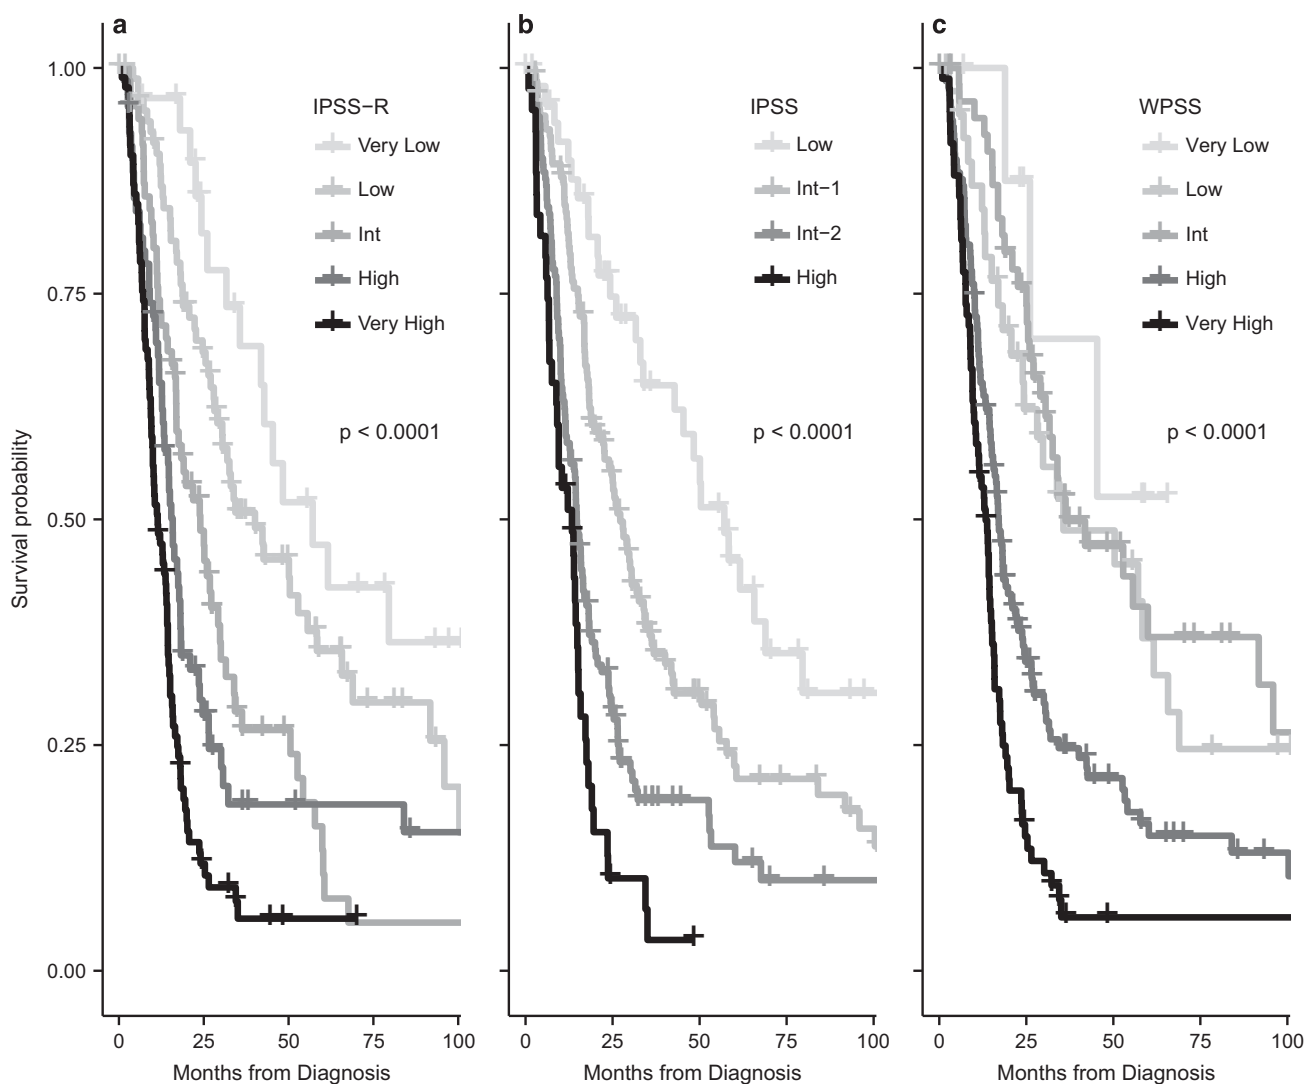 a
b
c
IPSS−R
Very Low
Low
Int
High
Very High
p < 0.0001
IPSS
Low
Int−1
Int−2
High
p < 0.0001
WPSS
Very Low
Low
Int
High
Very High
p < 0.0001
Survival probability
1.00
0.75
0.50
0.25
0.00
0 25 50 75 100
0 25 50 75 100
0 25 50 75 100
Months from Diagnosis
Months from Diagnosis
Months from Diagnosis